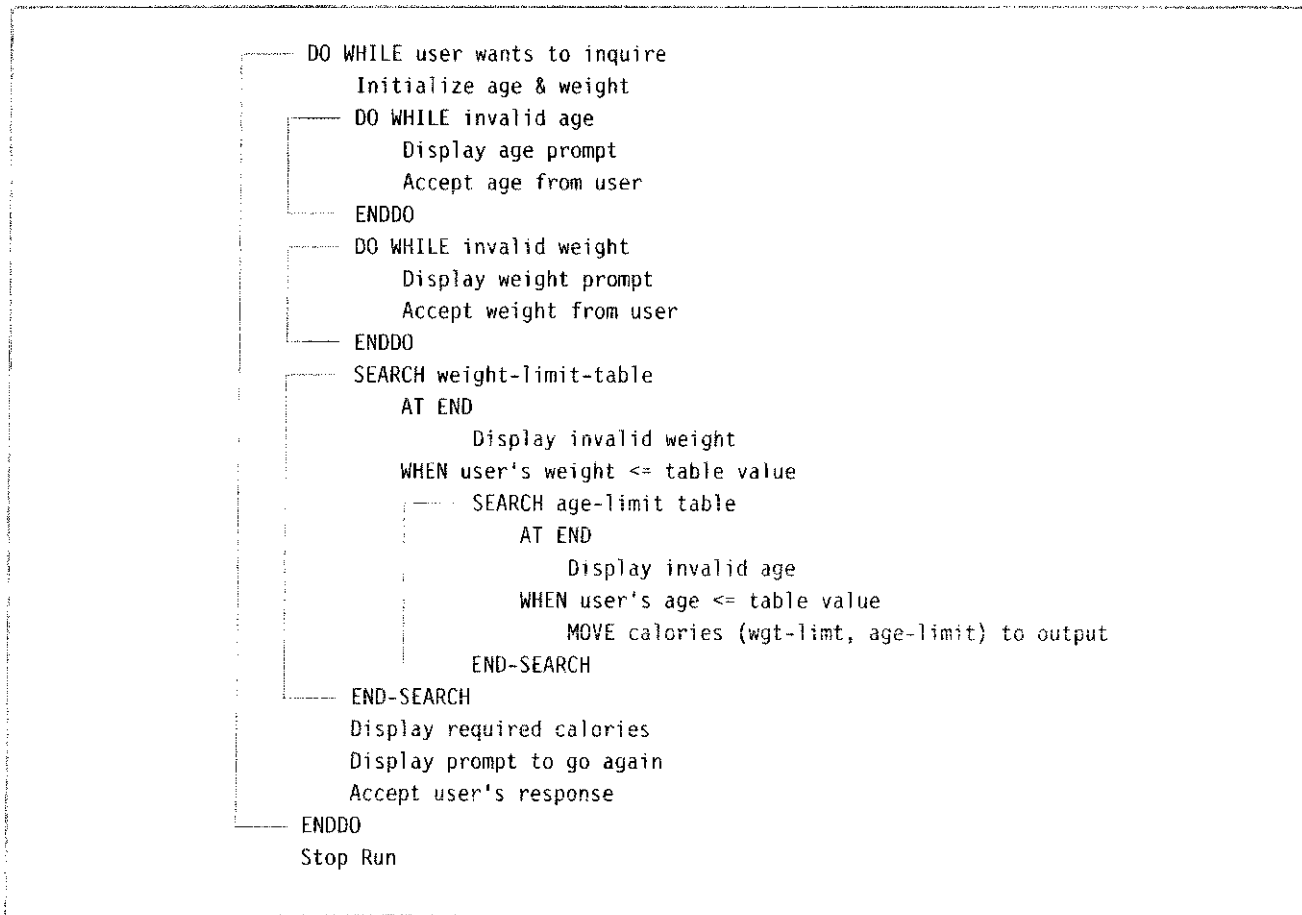 DO WHILE user wants to inquire
Initialize age & weight
DO WHILE invalid age
Display age prompt
Accept age from user
ENDDO
DO WHILE invalid weight
Display weight prompt
Accept weight from user
ENDDO
SEARCH weight-limit-table
AT END
Display invalid weight
WHEN user's weight <= table value
SEARCH age-limit table
AT END
Display invalid age
WHEN user's age <= table value
MOVE calories (wgt-limt, age-limit) to output
END-SEARCH
END-SEARCH
Display required calories
Display prompt to go again
Accept user's response
ENDDO
Stop Run